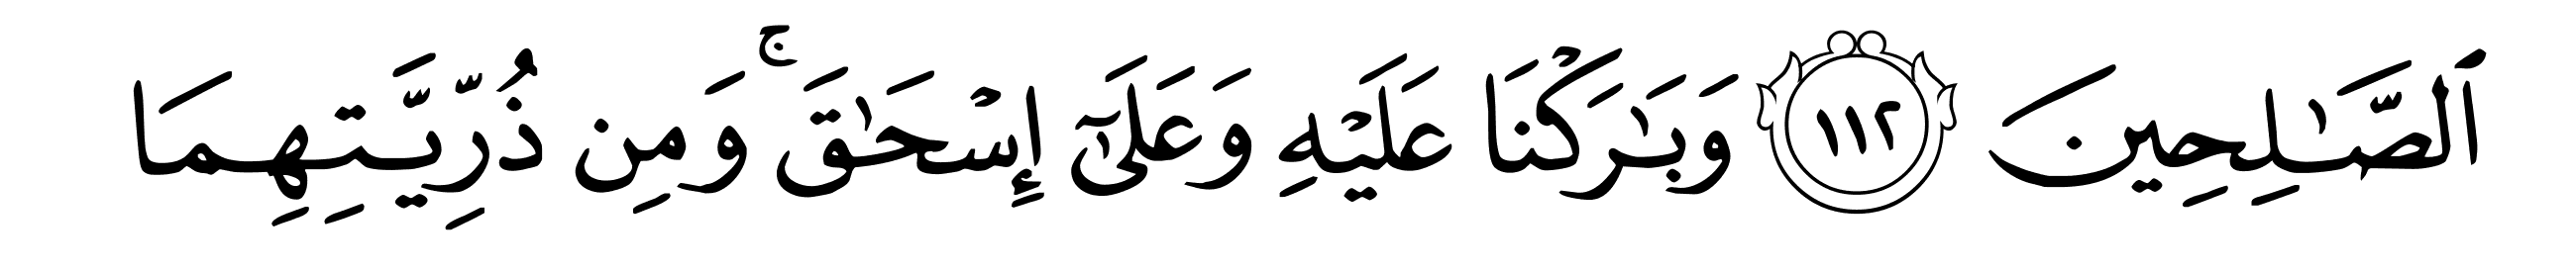 ٱلصَّٰلِحِينَ ١١٢ وَبَٰرَكْنَا عَلَيْهِ وَعَلَىٰٓ إِسْحَٰقَ ۚ وَمِن ذُرِّيَّتِهِمَا